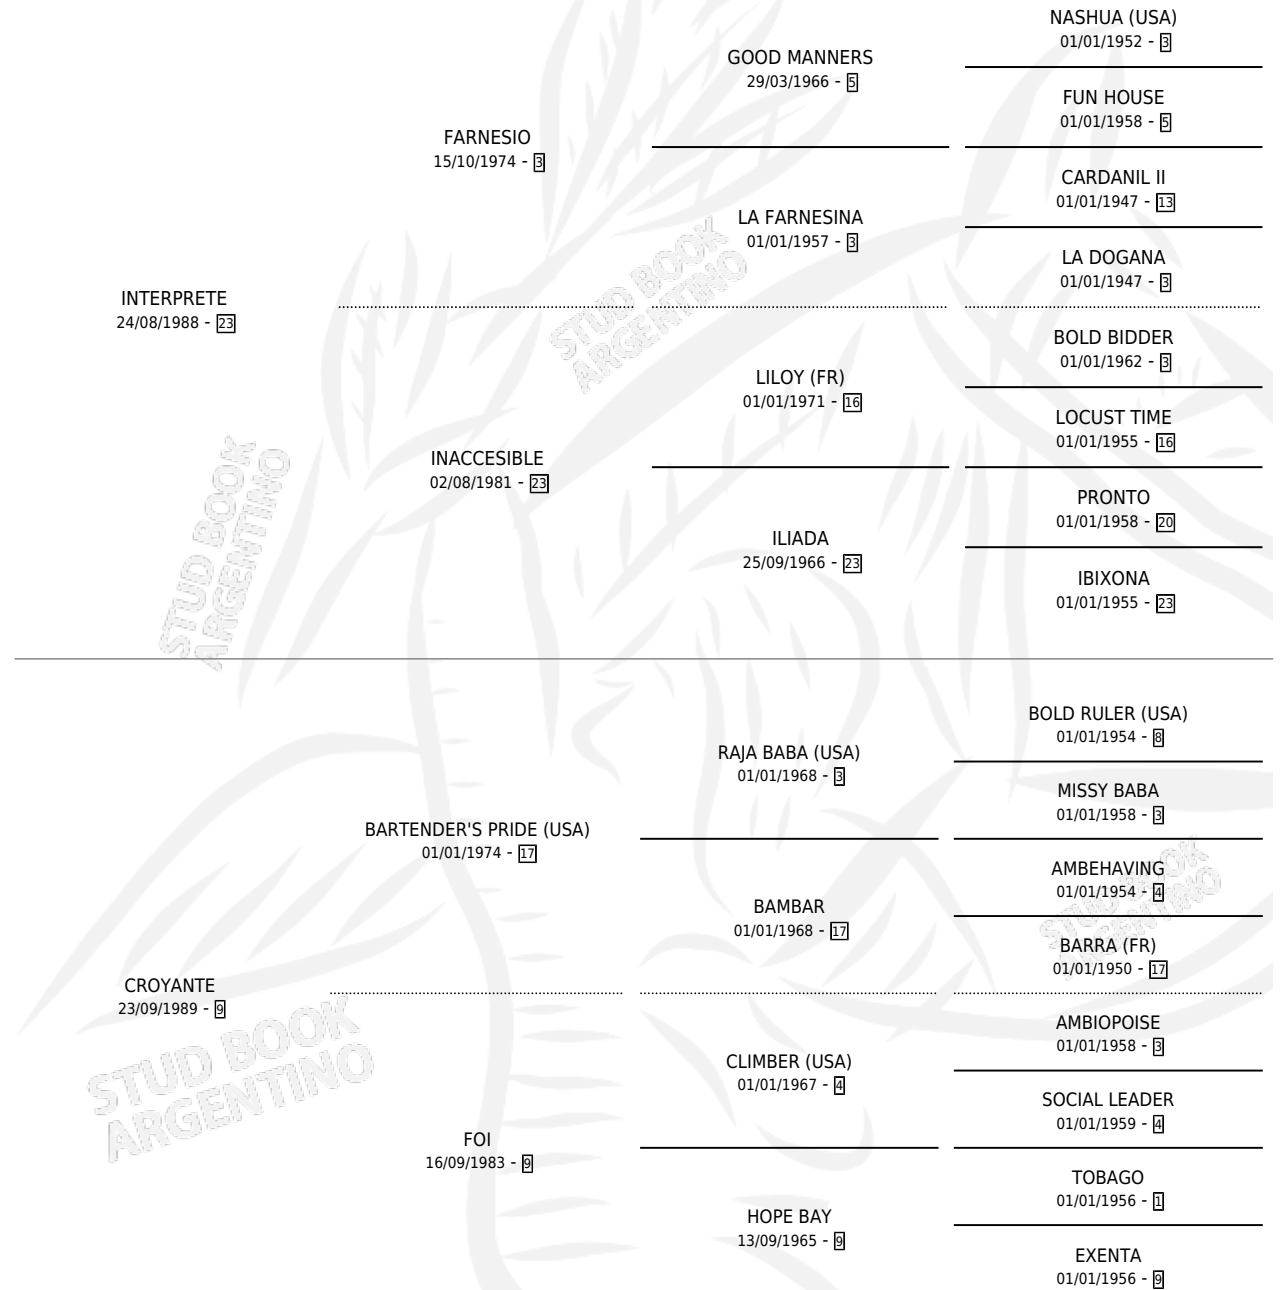 NASHUA (USA)
01/01/1952 - 3
GOOD MANNERS
29/03/1966 - 5
FUN HOUSE
01/01/1958 - 5
FARNESIO
15/10/1974 - 3
CARDANIL II
01/01/1947 - 13
LA FARNESINA
01/01/1957 - 3
LA DOGANA
01/01/1947 - 3
INTERPRETE
24/08/1988 - 23
BOLD BIDDER
01/01/1962 - 3
LILOY (FR)
01/01/1971 - 16
LOCUST TIME
01/01/1955 - 16
INACCESIBLE
02/08/1981 - 23
PRONTO
01/01/1958 - 20
ILIADA
25/09/1966 - 23
IBIXONA
01/01/1955 - 23
BOLD RULER (USA)
01/01/1954 - 8
RAJA BABA (USA)
01/01/1968 - 3
MISSY BABA
01/01/1958 - 3
BARTENDER'S PRIDE (USA)
01/01/1974 - 17
AMBEHAVING
01/01/1954 - 4
BAMBAR
01/01/1968 - 17
BARRA (FR)
01/01/1950 - 17
CROYANTE
23/09/1989 - 9
AMBIOPOISE
01/01/1958 - 3
CLIMBER (USA)
01/01/1967 - 4
SOCIAL LEADER
01/01/1959 - 4
FOI
16/09/1983 - 9
TOBAGO
01/01/1956 - 1
HOPE BAY
13/09/1965 - 9
EXENTA
01/01/1956 - 9
STUD BOOK
ARGENTINO
STUD BOOK
ARGENTINO
STUD BOOK
ARGENTINO
STUD BOOK
ARGENTINO